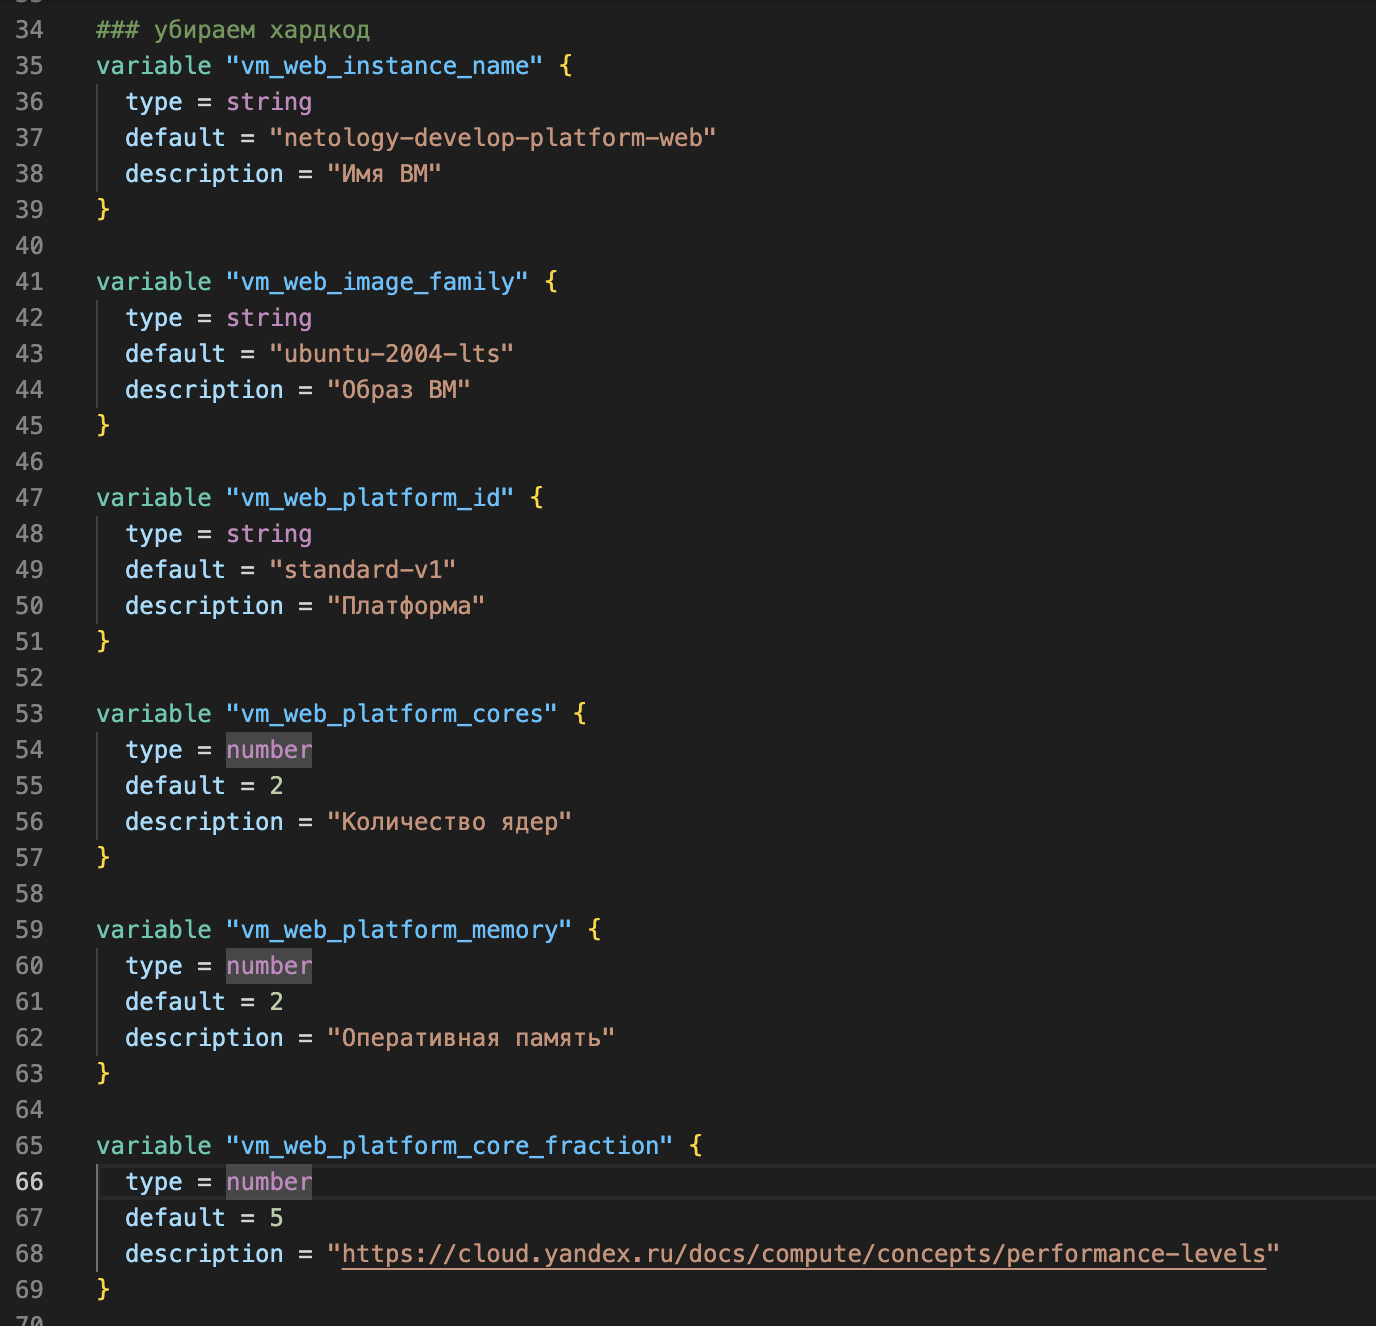 34 ### убираем хардкод
35 variable "vm_web_instance_name" {
36 type = string
37 default = "netology-develop-platform-web"
38 description = "Имя ВМ"
39 }
40
41 variable "vm_web_image_family" {
42 type = string
43 default = "ubuntu-2004-lts"
44 description = "Образ ВМ"
45 }
46
47 variable "vm_web_platform_id" {
48 type = string
49 default = "standard-v1"
50 description = "Платформа"
51 }
52
53 variable "vm_web_platform_cores" {
54 type = number
55 default = 2
56 description = "Количество ядер"
57 }
58
59 variable "vm_web_platform_memory" {
60 type = number
61 default = 2
62 description = "Оперативная память"
63 }
64
65 variable "vm_web_platform_core_fraction" {
66 type = number
67 default = 5
68 description = "https://cloud.yandex.ru/docs/compute/concepts/performance-levels"
69 }
70